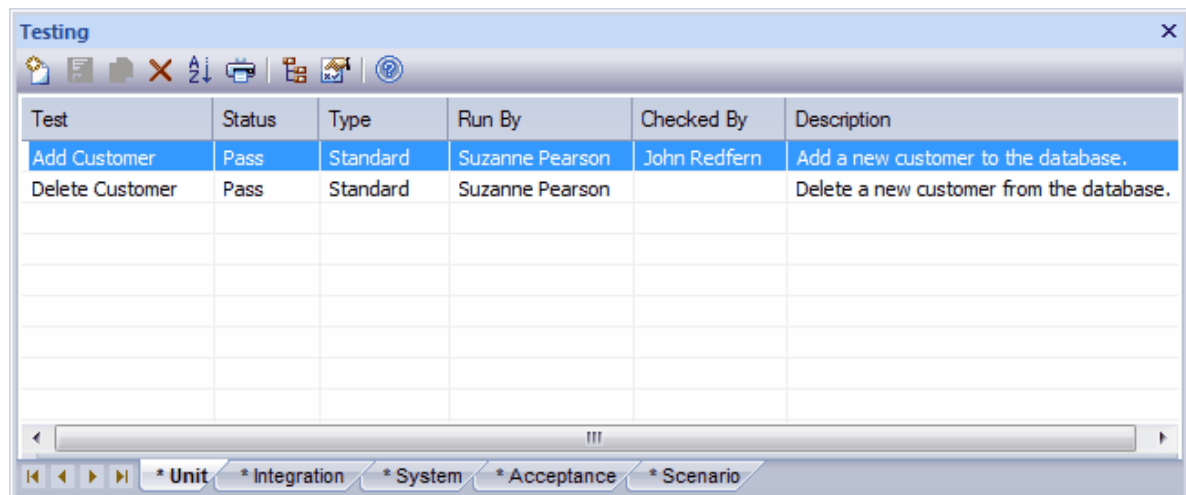 Testing
Test Status Type Run By Checked By Description
Add Customer Pass Standard Suzanne Pearson John Redfern Add a new customer to the database.
Delete Customer Pass Standard Suzanne Pearson Delete a new customer from the database.
* Unit * Integration * System * Acceptance * Scenario